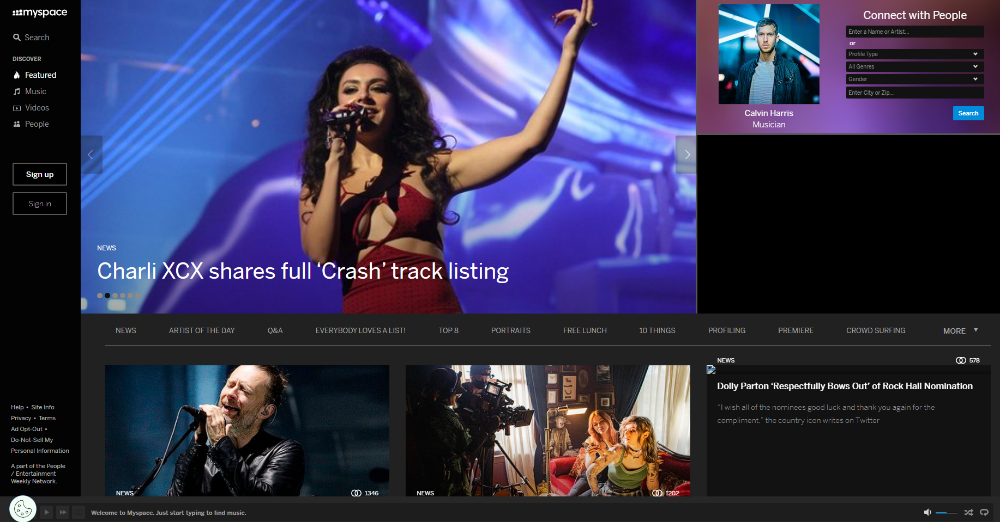 myspace
Search
DISCOVER
Featured
Music
Videos
People
Sign up
Sign in
Help • Site Info
Privacy • Terms
Ad Opt-Out •
Do-Not-Sell My
Personal Information
A part of the People
/ Entertainment
Weekly Network.
NEWS
Charli XCX shares full ‘Crash’ track listing
Calvin Harris
Musician
Connect with People
Enter a Name or Artist...
or
Profile Type
All Genres
Gender
Enter City or Zip...
Search
NEWS ARTIST OF THE DAY Q&A EVERYBODY LOVES A LIST! TOP 8 PORTRAITS FREE LUNCH 10 THINGS PROFILING PREMIERE CROWD SURFING MORE
NEWS 1346
NEWS 1202
NEWS 578
Dolly Parton ‘Respectfully Bows Out’ of Rock Hall Nomination
“I wish all of the nominees good luck and thank you again for the
compliment,” the country icon writes on Twitter
Welcome to Myspace. Just start typing to find music.